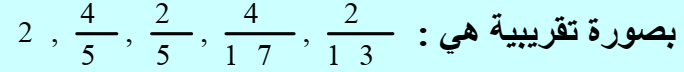 بصورة تقريبية هي : 2 , 4/5 , 2/5 , 4/17 , 2/13